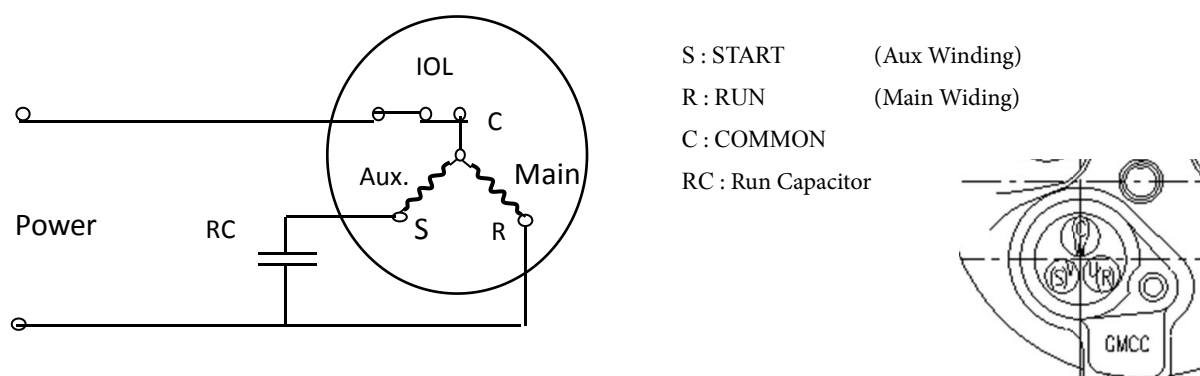 IOL
C
Aux.
Main
S
R
Power
RC
S : START (Aux Winding)
R : RUN (Main Widing)
C : COMMON
RC : Run Capacitor
C
(S) V U (R)
GMCC